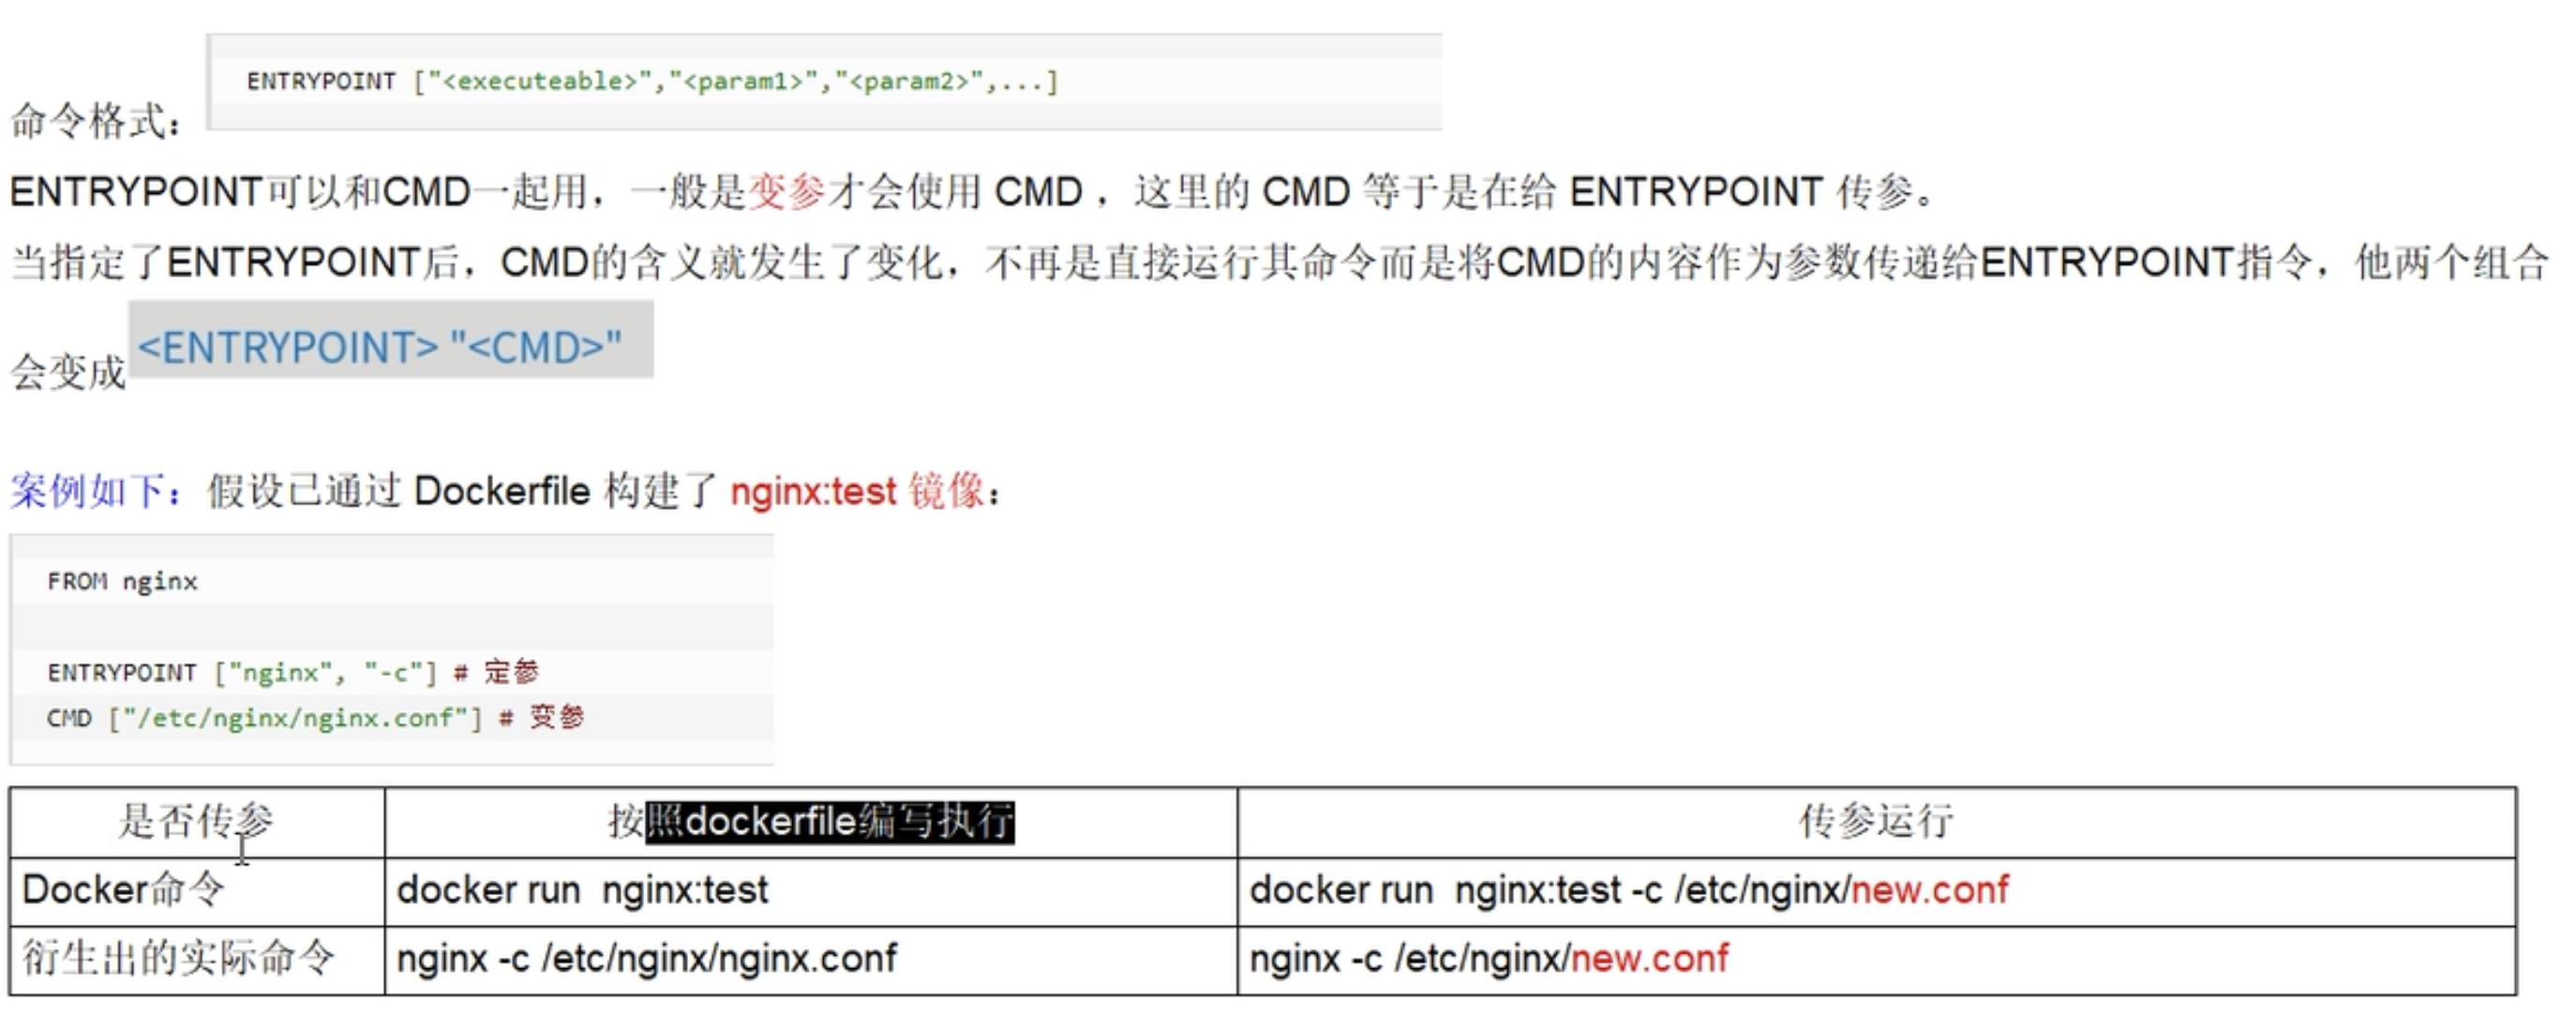 命令格式：
ENTRYPOINT ["<executeable>","<param1>","<param2>",...]
ENTRYPOINT可以和CMD一起用，一般是变参才会使用 CMD ，这里的 CMD 等于是在给 ENTRYPOINT 传参。
当指定了ENTRYPOINT后，CMD的含义就发生了变化，不再是直接运行其命令而是将CMD的内容作为参数传递给ENTRYPOINT指令，他两个组合
会变成 <ENTRYPOINT> "<CMD>"
案例如下：假设已通过 Dockerfile 构建了 nginx:test 镜像：
FROM nginx
ENTRYPOINT ["nginx", "-c"] # 定参
CMD ["/etc/nginx/nginx.conf"] # 变参
是否传参 按照dockerfile编写执行 传参运行
Docker命令 docker run  nginx:test docker run  nginx:test -c /etc/nginx/new.conf
衍生出的实际命令 nginx -c /etc/nginx/nginx.conf nginx -c /etc/nginx/new.conf